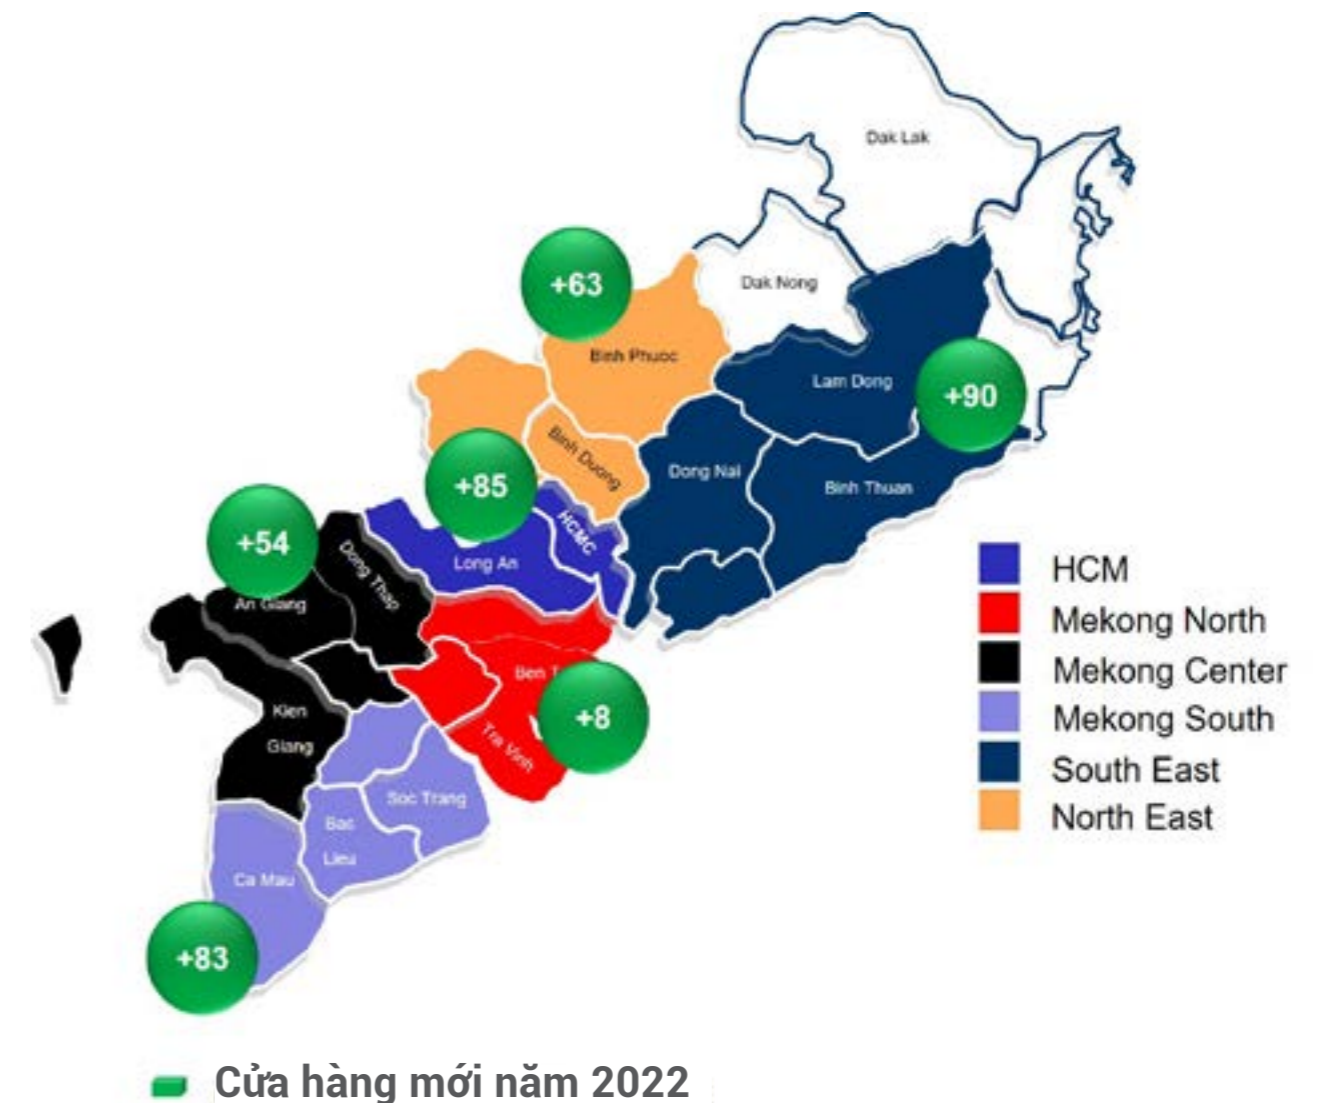 Dak Lak
Dak Nong
+63
Binh Phuoc
Lam Dong
+90
Binh Duong
Dong Nai
+85
Binh Thuan
HCMC
+54
Dong Thap
Long An
An Giang
Ben T
+8
Kien
Giang
Tra Vinh
Soc Trang
Bac
Lieu
Ca Mau
+83
HCM
Mekong North
Mekong Center
Mekong South
South East
North East
Cửa hàng mới năm 2022